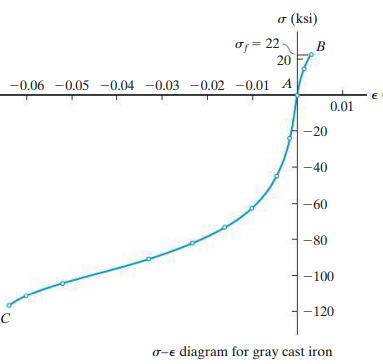 σ (ksi)
σf = 22
B
20
−0.06 −0.05 −0.04 −0.03 −0.02 −0.01 A
ϵ
0.01
−20
−40
−60
−80
−100
−120
C
σ–ϵ diagram for gray cast iron